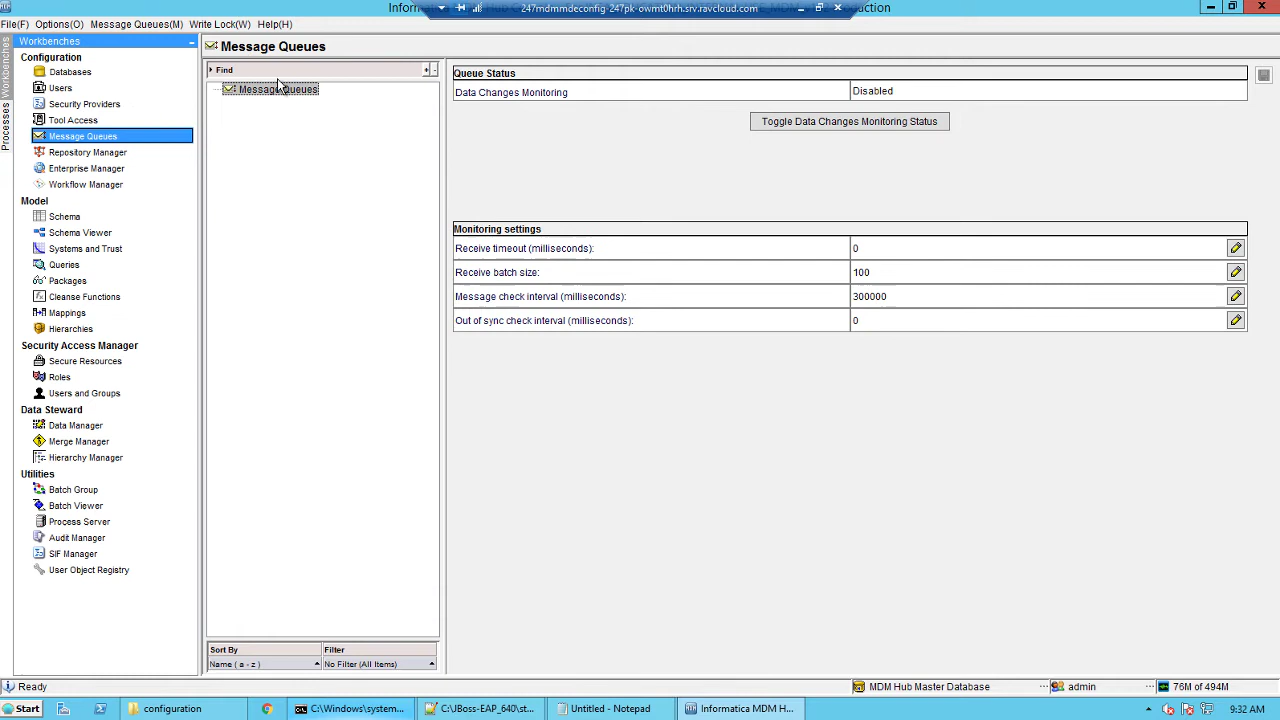 Informa
247mdmmdeconfig-247pk-owmt0hrh.srv.ravcloud.com
E_MDM
oduction
File(F) Options(O) Message Queues(M) Write Lock(W) Help(H)
Workbenches
Processes
Workbenches
Configuration
Databases
Users
Security Providers
Tool Access
Message Queues
Repository Manager
Enterprise Manager
Workflow Manager
Model
Schema
Schema Viewer
Systems and Trust
Queries
Packages
Cleanse Functions
Mappings
Hierarchies
Security Access Manager
Secure Resources
Roles
Users and Groups
Data Steward
Data Manager
Merge Manager
Hierarchy Manager
Utilities
Batch Group
Batch Viewer
Process Server
Audit Manager
SIF Manager
User Object Registry
Message Queues
Find
Message Queues
Sort By Filter
Name ( a - z ) No Filter (All Items)
Queue Status
Data Changes Monitoring Disabled
Toggle Data Changes Monitoring Status
Monitoring settings
Receive timeout (milliseconds): 0
Receive batch size: 100
Message check interval (milliseconds): 300000
Out of sync check interval (milliseconds): 0
Ready
MDM Hub Master Database
admin
76M of 494M
Start
configuration
C:\Windows\system...
C:\JBoss-EAP_640\st...
Untitled - Notepad
Informatica MDM H...
9:32 AM